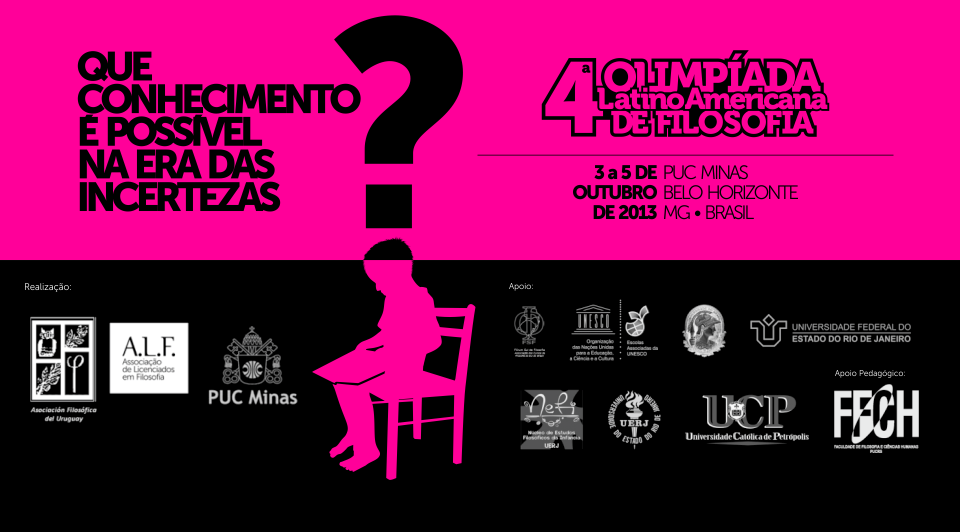 QUE
CONHECIMENTO
É POSSÍVEL
NA ERA DAS
INCERTEZAS
?
4ª OLIMPÍADA
LatinoAmericana
DE FILOSOFIA
3 a 5 DE PUC MINAS
OUTUBRO BELO HORIZONTE
DE 2013 MG • BRASIL
Realização:
Asociación Filosófica
del Uruguay
A.L.F.
Associação
de Licenciados
em Filosofia
PUC Minas
Apoio:
UNESCO
Organização
das Nações Unidas
para a Educação,
a Ciência e a Cultura
Escolas
Associadas da
UNESCO
UNIVERSIDADE FEDERAL DO
ESTADO DO RIO DE JANEIRO
NEFI
Núcleo de Estudos
Filosóficos da Infância
UERJ
UNIVERSIDADE DO ESTADO DO RIO DE JANEIRO
UERJ
UCP
Universidade Católica de Petrópolis
Apoio Pedagógico:
FFCH
FACULDADE DE FILOSOFIA E CIÊNCIAS HUMANAS
PUCRS